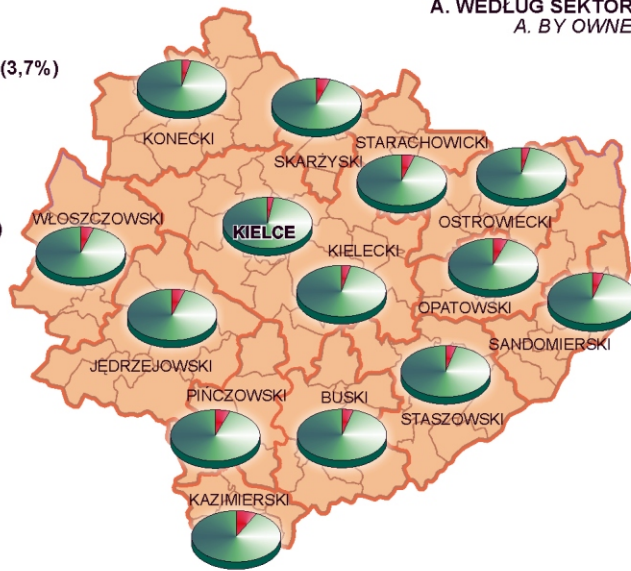 A. WEDŁUG SEKTOR
A. BY OWNE
(3,7%)
KONECKI
SKARŻYSKI
STARACHOWICKI
WŁOSZCZOWSKI
KIELCE
OSTROWIECKI
KIELECKI
OPATOWSKI
SANDOMIERSKI
JĘDRZEJOWSKI
PIŃCZOWSKI
BUSKI
STASZOWSKI
KAZIMIERSKI